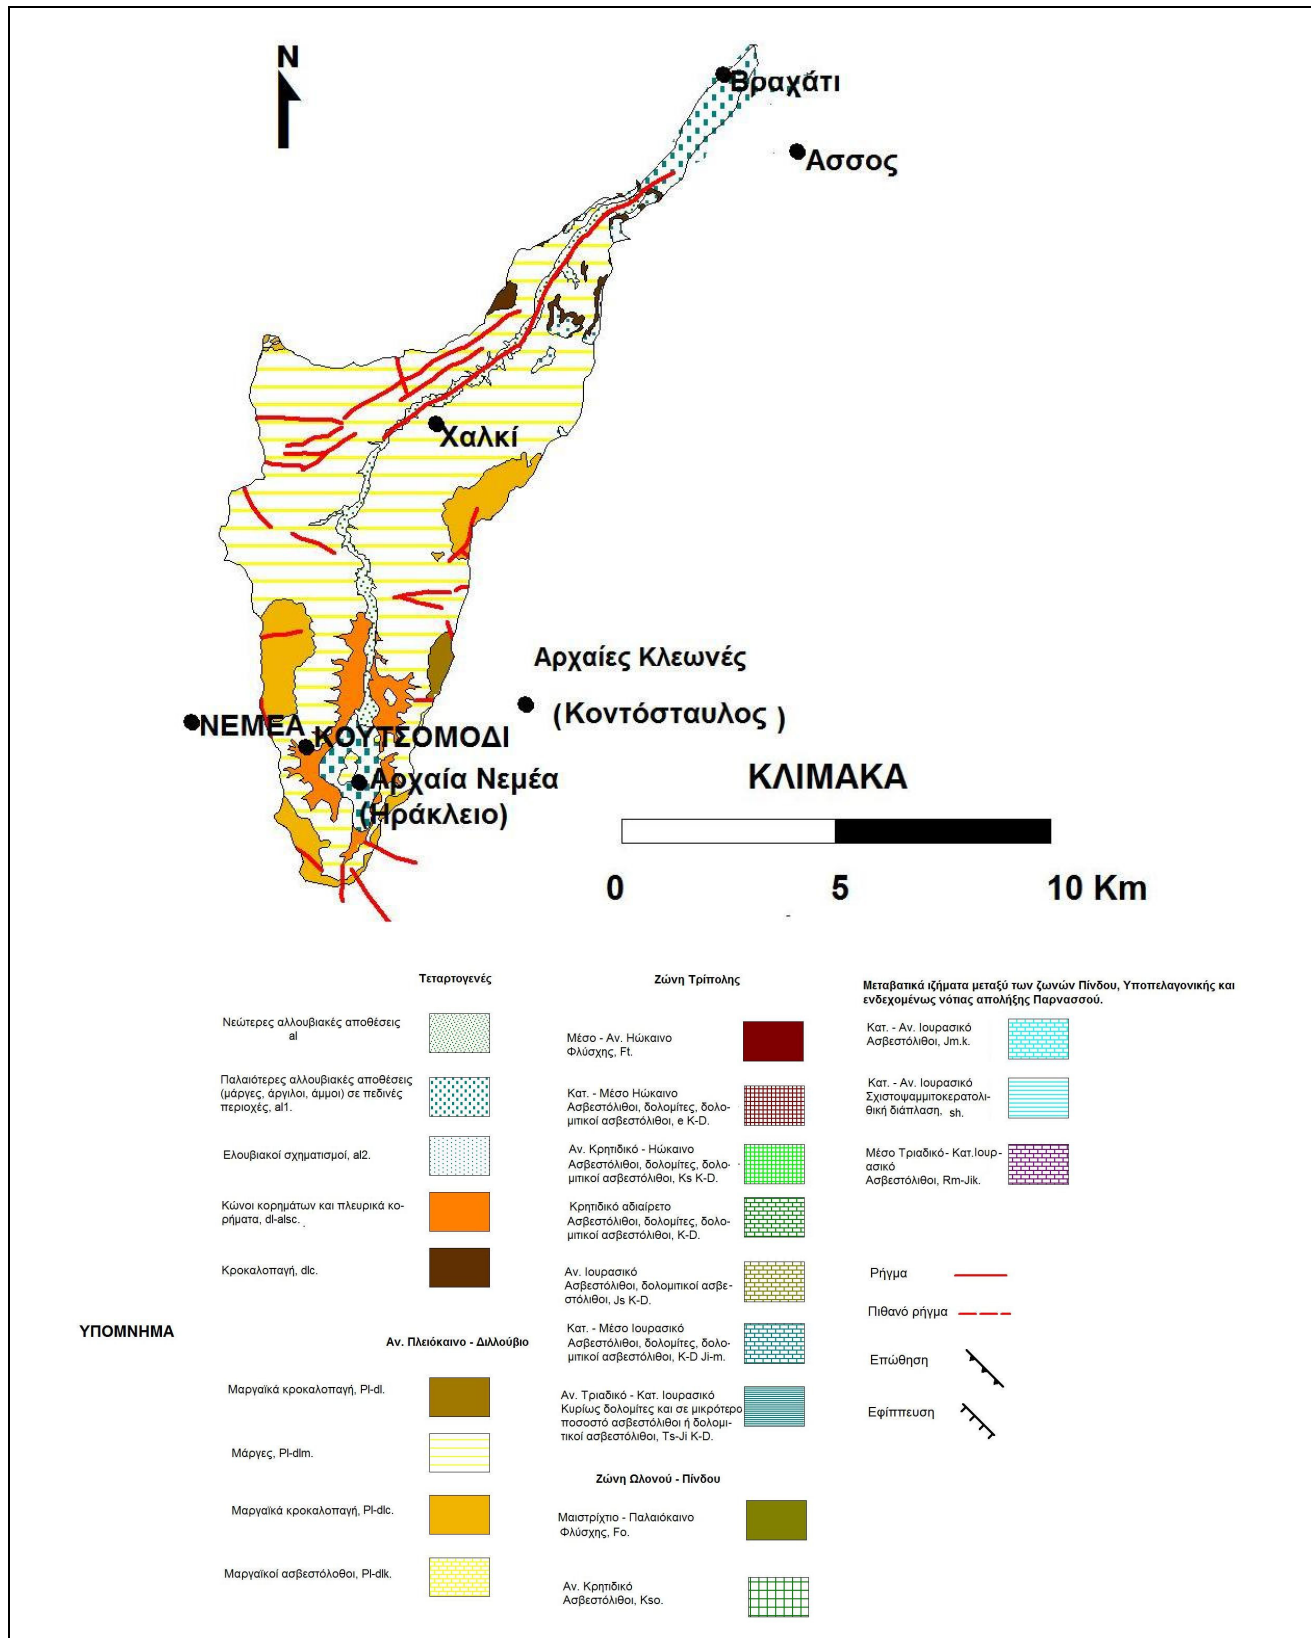 N
Βραχάτι
Ασσος
Χαλκί
Αρχαίες Κλεωνές
(Κοντόσταυλος )
ΝΕΜΕΑ
ΚΟΥΤΣΟΜΟΔΙ
Αρχαία Νεμέα
(Ηράκλειο)
ΚΛΙΜΑΚΑ
0 5 10 Km
ΥΠΟΜΝΗΜΑ
Τεταρτογενές
Νεώτερες αλλουβιακές αποθέσεις
al
Παλαιότερες αλλουβιακές αποθέσεις
(μάργες, άργιλοι, άμμοι) σε πεδινές
περιοχές, al1.
Ελουβιακοί σχηματισμοί, al2.
Κώνοι κορημάτων και πλευρικά κο-
ρήματα, dl-alsc.
Κροκαλοπαγή, dlc.
Αν. Πλειόκαινο - Διλλούβιο
Μαργαϊκά κροκαλοπαγή, Pl-dl.
Μάργες, Pl-dlm.
Μαργαϊκά κροκαλοπαγή, Pl-dlc.
Μαργαϊκοί ασβεστόλοθοι, Pl-dlk.
Ζώνη Τρίπολης
Μέσο - Αν. Ηώκαινο
Φλύσχης, Ft.
Κατ. - Μέσο Ηώκαινο
Ασβεστόλιθοι, δολομίτες, δολο-
μιτικοί ασβεστόλιθοι, e K-D.
Αν. Κρητιδικό - Ηώκαινο
Ασβεστόλιθοι, δολομίτες, δολο-
μιτικοί ασβεστόλιθοι, Ks K-D.
Κρητιδικό αδιαίρετο
Ασβεστόλιθοι, δολομίτες, δολο-
μιτικοί ασβεστόλιθοι, K-D.
Αν. Ιουρασικό
Ασβεστόλιθοι, δολομιτικοί ασβε-
στόλιθοι, Js K-D.
Κατ. - Μέσο Ιουρασικό
Ασβεστόλιθοι, δολομίτες, δολο-
μιτικοί ασβεστόλιθοι, K-D Ji-m.
Αν. Τριαδικό - Κατ. Ιουρασικό
Κυρίως δολομίτες και σε μικρότερο
ποσοστό ασβεστόλιθοι ή δολομι-
τικοί ασβεστόλιθοι, Ts-Ji K-D.
Ζώνη Ωλονού - Πίνδου
Μαιστρίχτιο - Παλαιόκαινο
Φλύσχης, Fo.
Αν. Κρητιδικό
Ασβεστόλιθοι, Kso.
Μεταβατικά ιζήματα μεταξύ των ζωνών Πίνδου, Υποπελαγονικής και
ενδεχομένως νότιας απολήξης Παρνασσού.
Κατ. - Αν. Ιουρασικό
Ασβεστόλιθοι, Jm.k.
Κατ. - Αν. Ιουρασικό
Σχιστοψαμμιτοκερατολι-
θική διάπλαση, sh.
Μέσο Τριαδικό- Κατ.Ιουρ-
ασικό
Ασβεστόλιθοι, Rm-Jik.
Ρήγμα
Πιθανό ρήγμα
Επώθηση
Εφίππευση